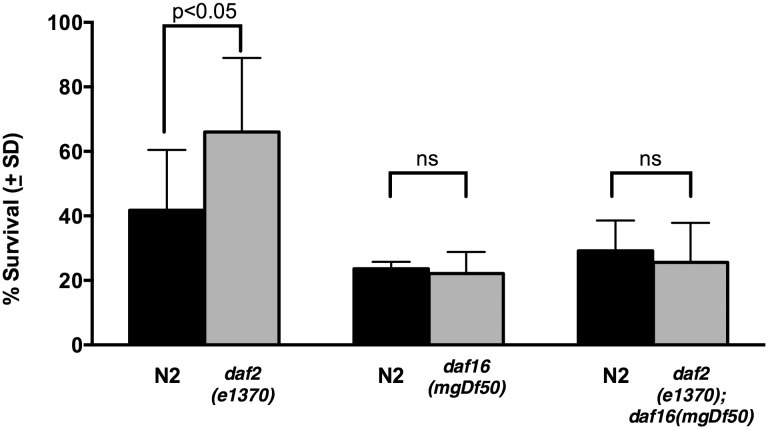 p<0.05
ns
ns
% Survival (± SD)
100
80
60
40
20
0
N2
daf2
(e1370)
N2
daf16
(mgDf50)
N2
daf2
(e1370);
daf16(mgDf50)